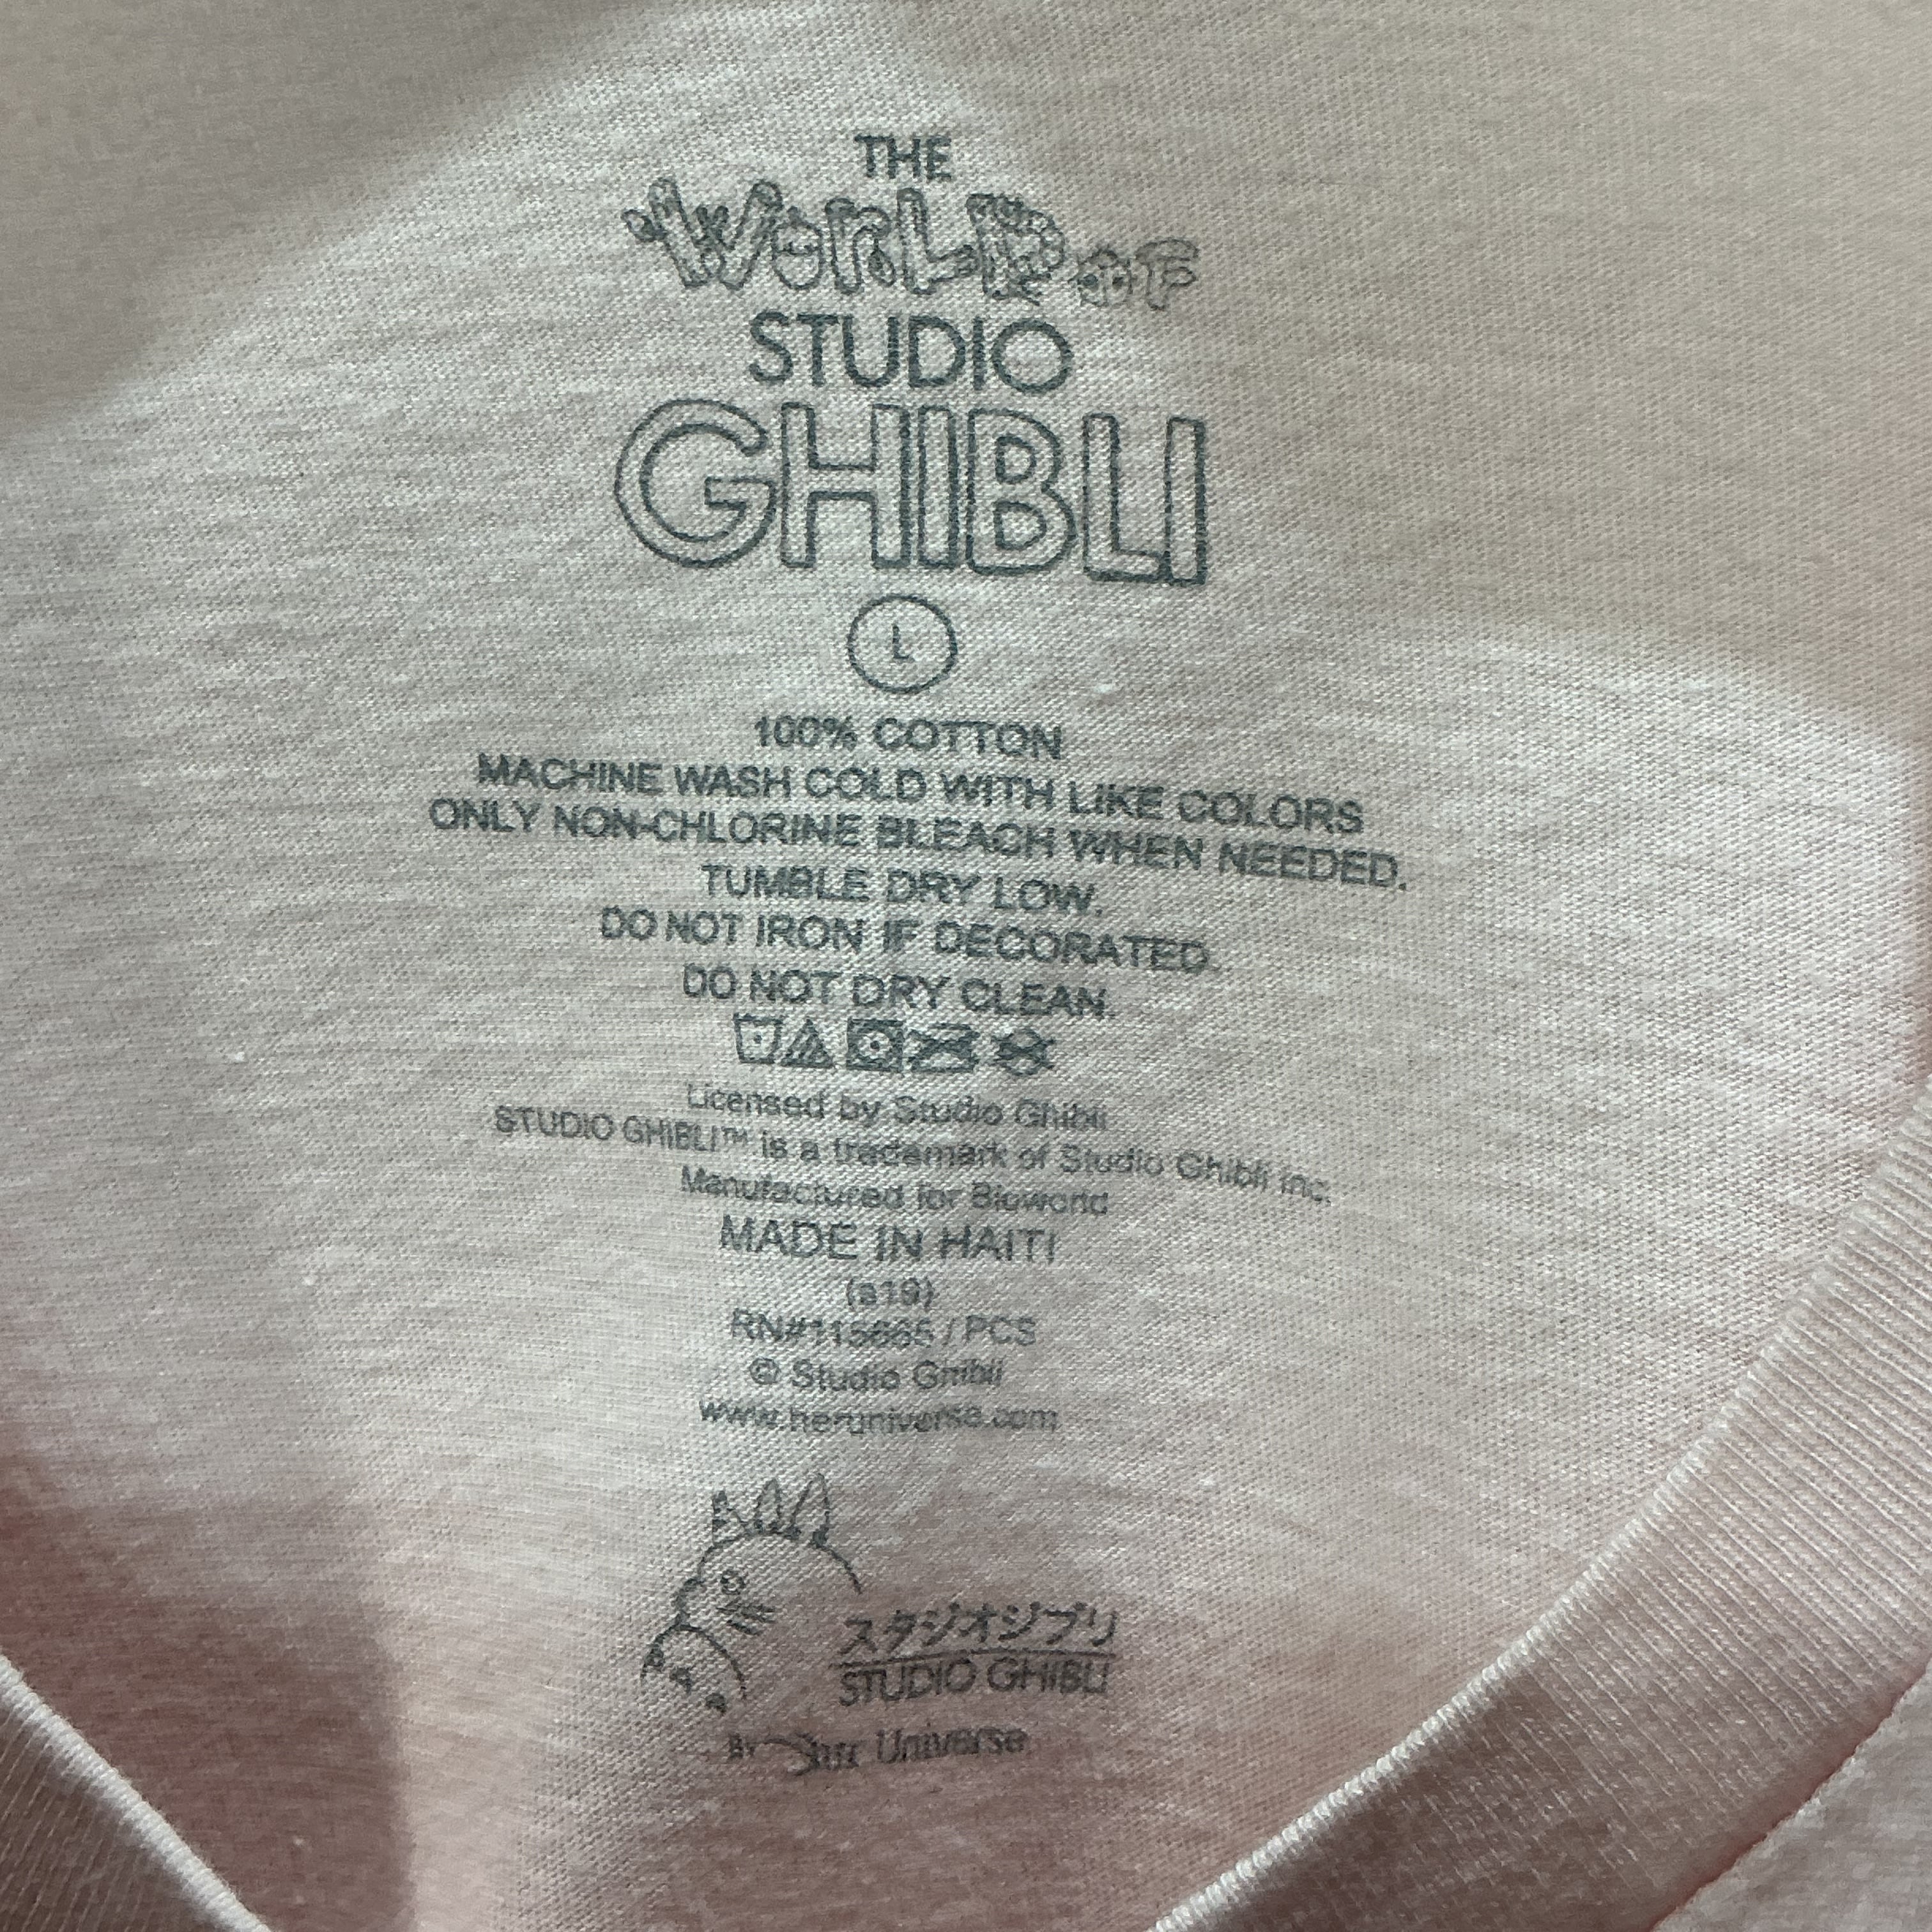 THE
WORLD OF
STUDIO
GHIBLI
L
100% COTTON
MACHINE WASH COLD WITH LIKE COLORS
ONLY NON-CHLORINE BLEACH WHEN NEEDED.
TUMBLE DRY LOW.
DO NOT IRON IF DECORATED.
DO NOT DRY CLEAN.
Licensed by Studio Ghibli
STUDIO GHIBLI™ is a trademark of Studio Ghibli Inc.
Manufactured for Bioworld
MADE IN HAITI
(a19)
/ PCS
© Studio Ghibli
www.heruniverse.com
スタジオジブリ
STUDIO GHIBLI
BY Her Universe